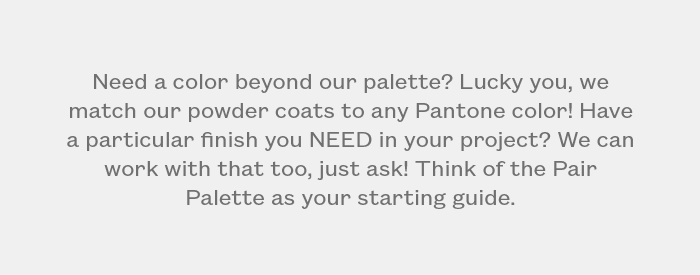 Need a color beyond our palette? Lucky you, we
match our powder coats to any Pantone color! Have
a particular finish you NEED in your project? We can
work with that too, just ask! Think of the Pair
Palette as your starting guide.